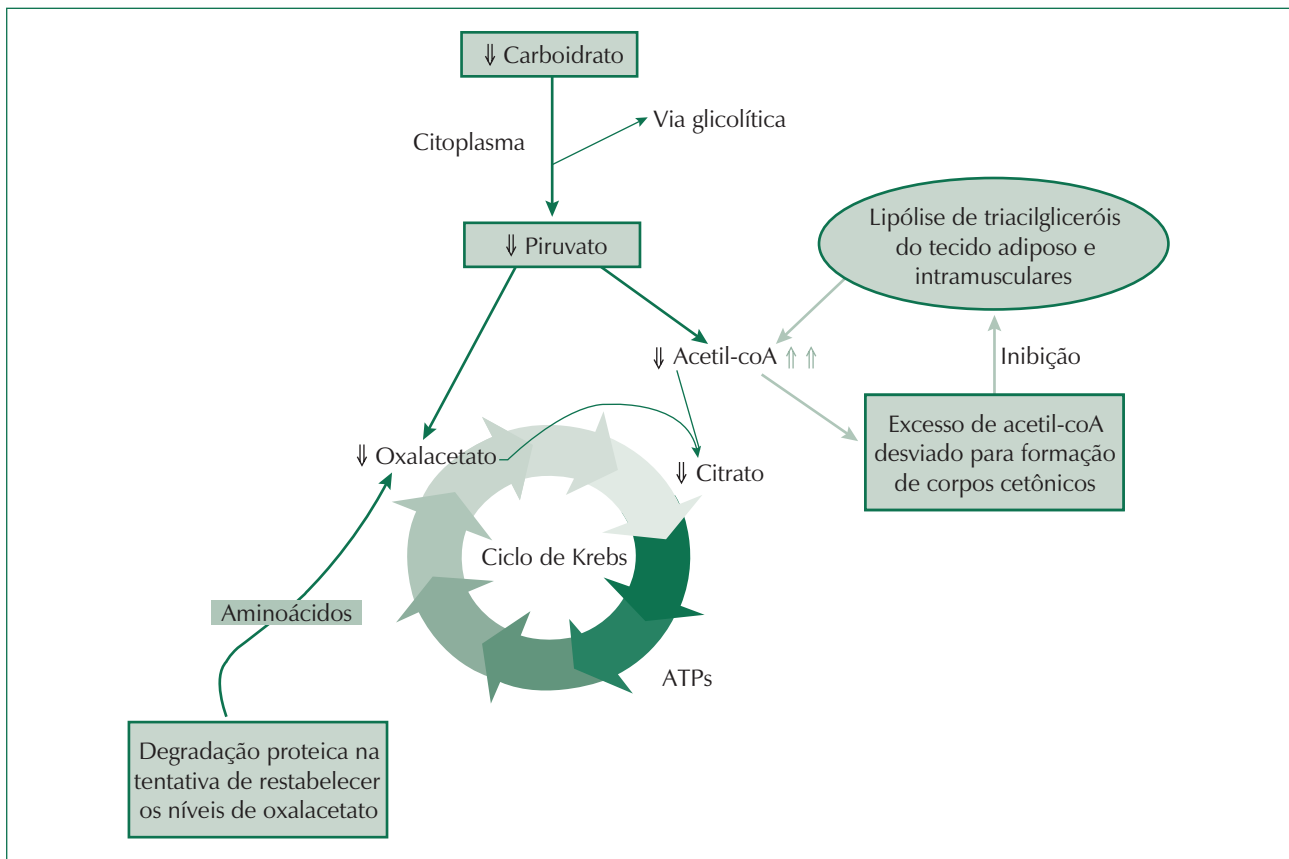 ⇓ Carboidrato
Via glicolítica
Citoplasma
⇓ Piruvato
Lipólise de triacilgliceróis
do tecido adiposo e
intramusculares
⇓ Acetil-coA ⇑ ⇑
Inibição
Excesso de acetil-coA
desviado para formação
de corpos cetônicos
⇓ Oxalacetato
⇓ Citrato
Ciclo de Krebs
Aminoácidos
ATPs
Degradação proteica na
tentativa de restabelecer
os níveis de oxalacetato